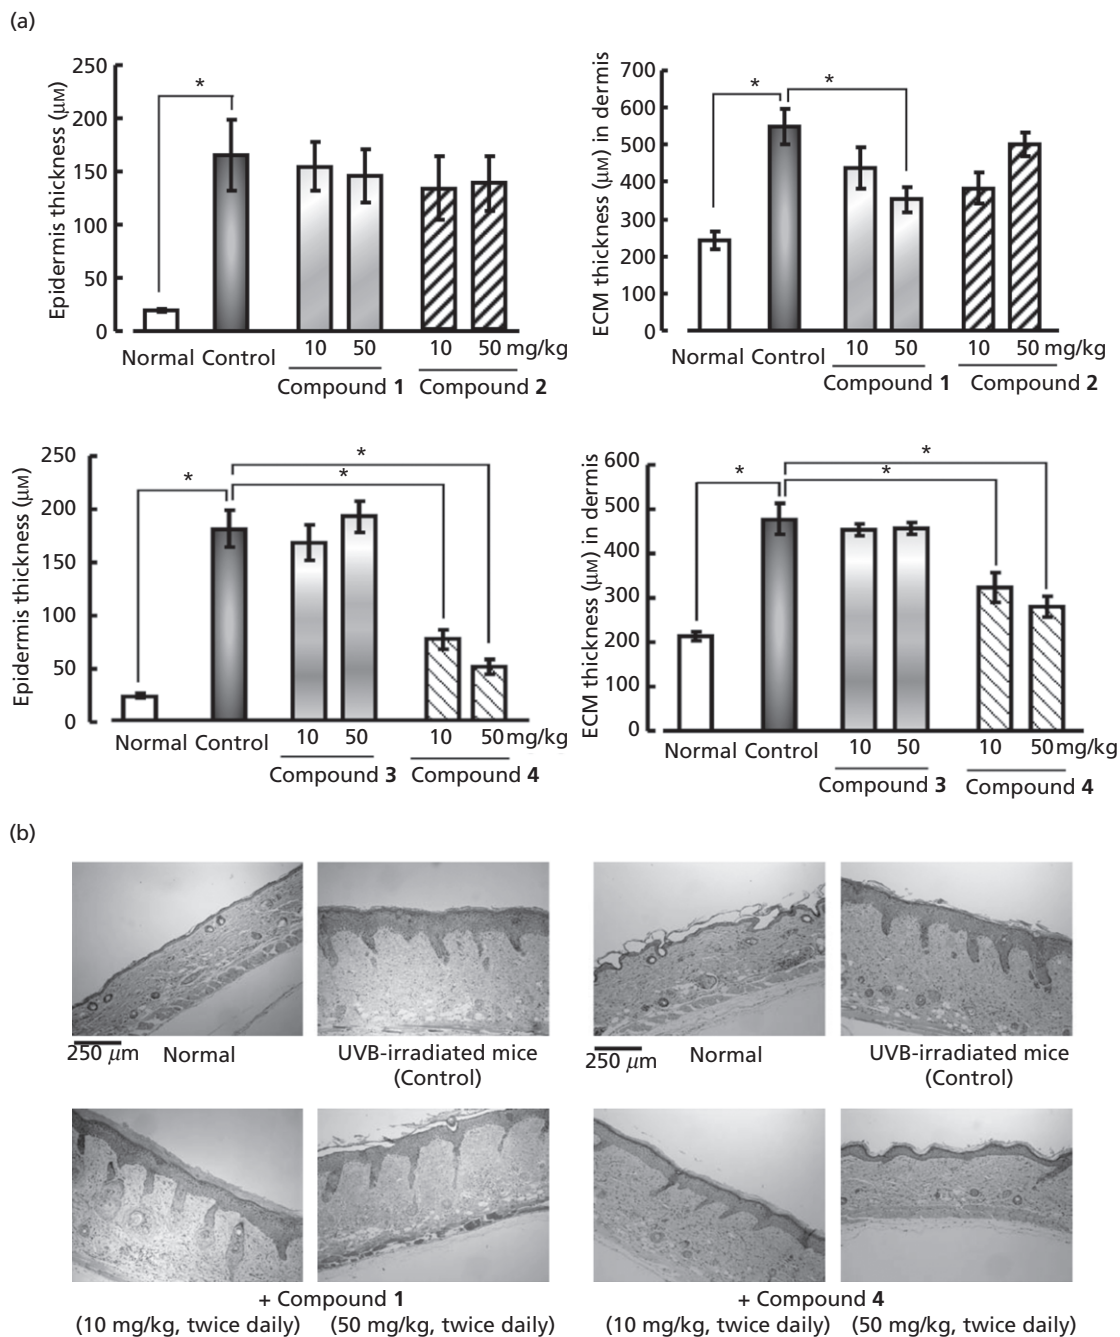 (a)
Epidermis thickness (μM)
250
200
150
100
50
0
*
Normal Control
10 50 mg/kg 10
Compound 1 Compound 2
ECM thickness (μM) in dermis
700
600
500
400
300
200
100
0
* *
Normal Control
10 50 10 50 mg/kg
Compound 1 Compound 2
Epidermis thickness (μM)
250
200
150
100
50
0
* * *
Normal Control
10 50 10 50 mg/kg
Compound 3 Compound 4
ECM thickness (μM) in dermis
600
500
400
300
200
100
0
* * *
Normal Control
10 50 10 50 mg/kg
Compound 3 Compound 4
(b)
250 μm
Normal
UVB-irradiated mice
(Control)
250 μm
Normal
UVB-irradiated mice
(Control)
+ Compound 1
(10 mg/kg, twice daily) (50 mg/kg, twice daily)
+ Compound 4
(10 mg/kg, twice daily) (50 mg/kg, twice daily)